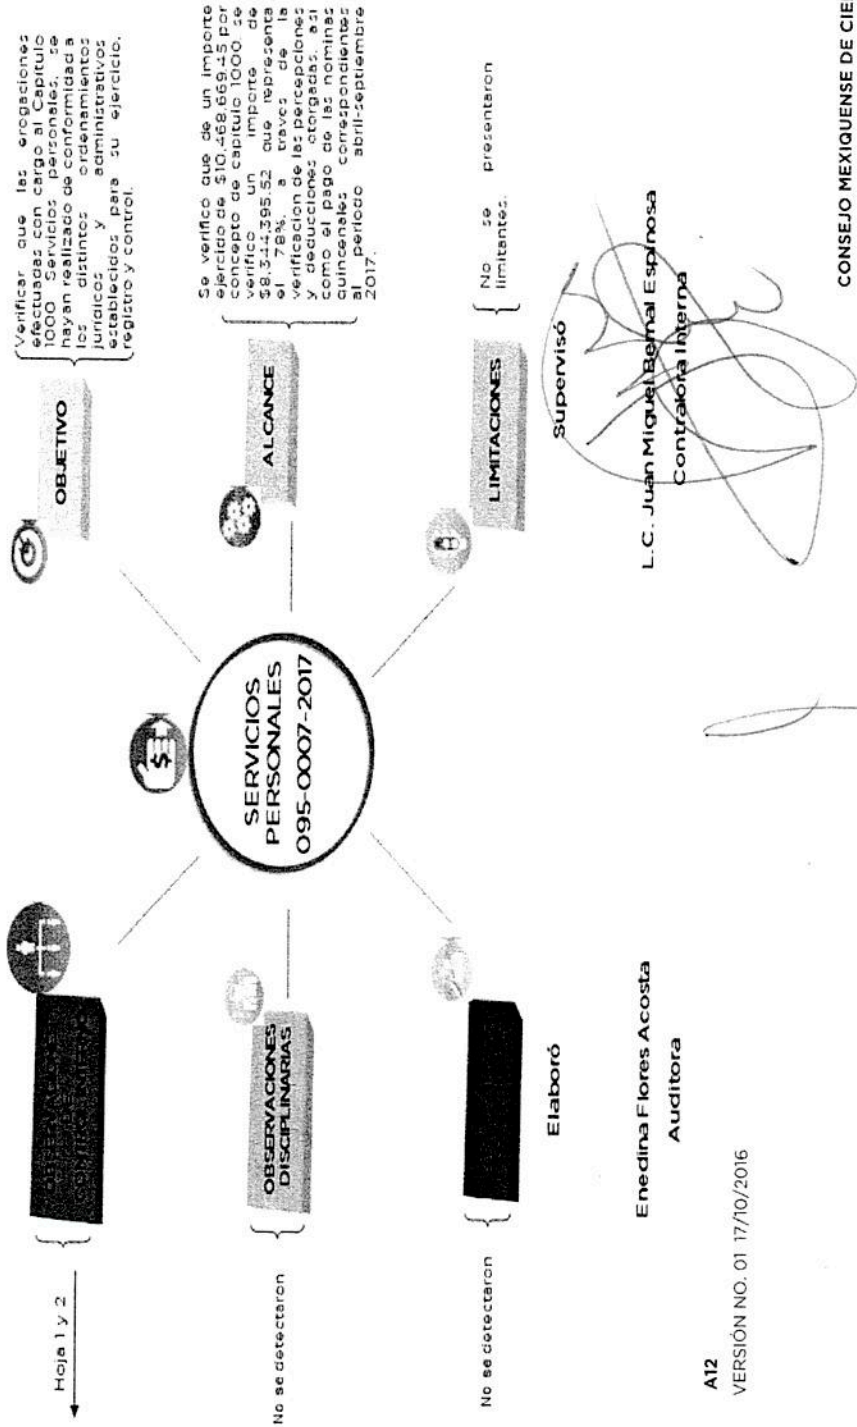 Hoja 1 y 2
OBSERVACIONES
DE
CONTROL INTERNO
OBJETIVO
Verificar que las erogaciones
efectuadas con cargo al Capítulo
1000 Servicios personales, se
hayan realizado de conformidad a
los distintos ordenamientos
jurídicos y administrativos
establecidos para su ejercicio,
registro y control.
No se detectaron
OBSERVACIONES
DISCIPLINARIAS
SERVICIOS
PERSONALES
095-0007-2017
ALCANCE
Se verificó que de un importe
ejercido de $10,468,669.45 por
concepto de capítulo 1000, se
verificó un importe de
$8,344,395.52 que representa
el 78%, a través de la
verificación de las percepciones
y deducciones otorgadas, así
como el pago de las nóminas
quincenales correspondientes
al período abril-septiembre
2017.
No se detectaron
LIMITACIONES
No se presentaron
limitantes.
Elaboró
Supervisó
Enedina Flores Acosta
Auditora
L.C. Juan Miguel Bernal Espinosa
Contralora Interna
A12
VERSIÓN NO. 01 17/10/2016
CONSEJO MEXIQUENSE DE CIE